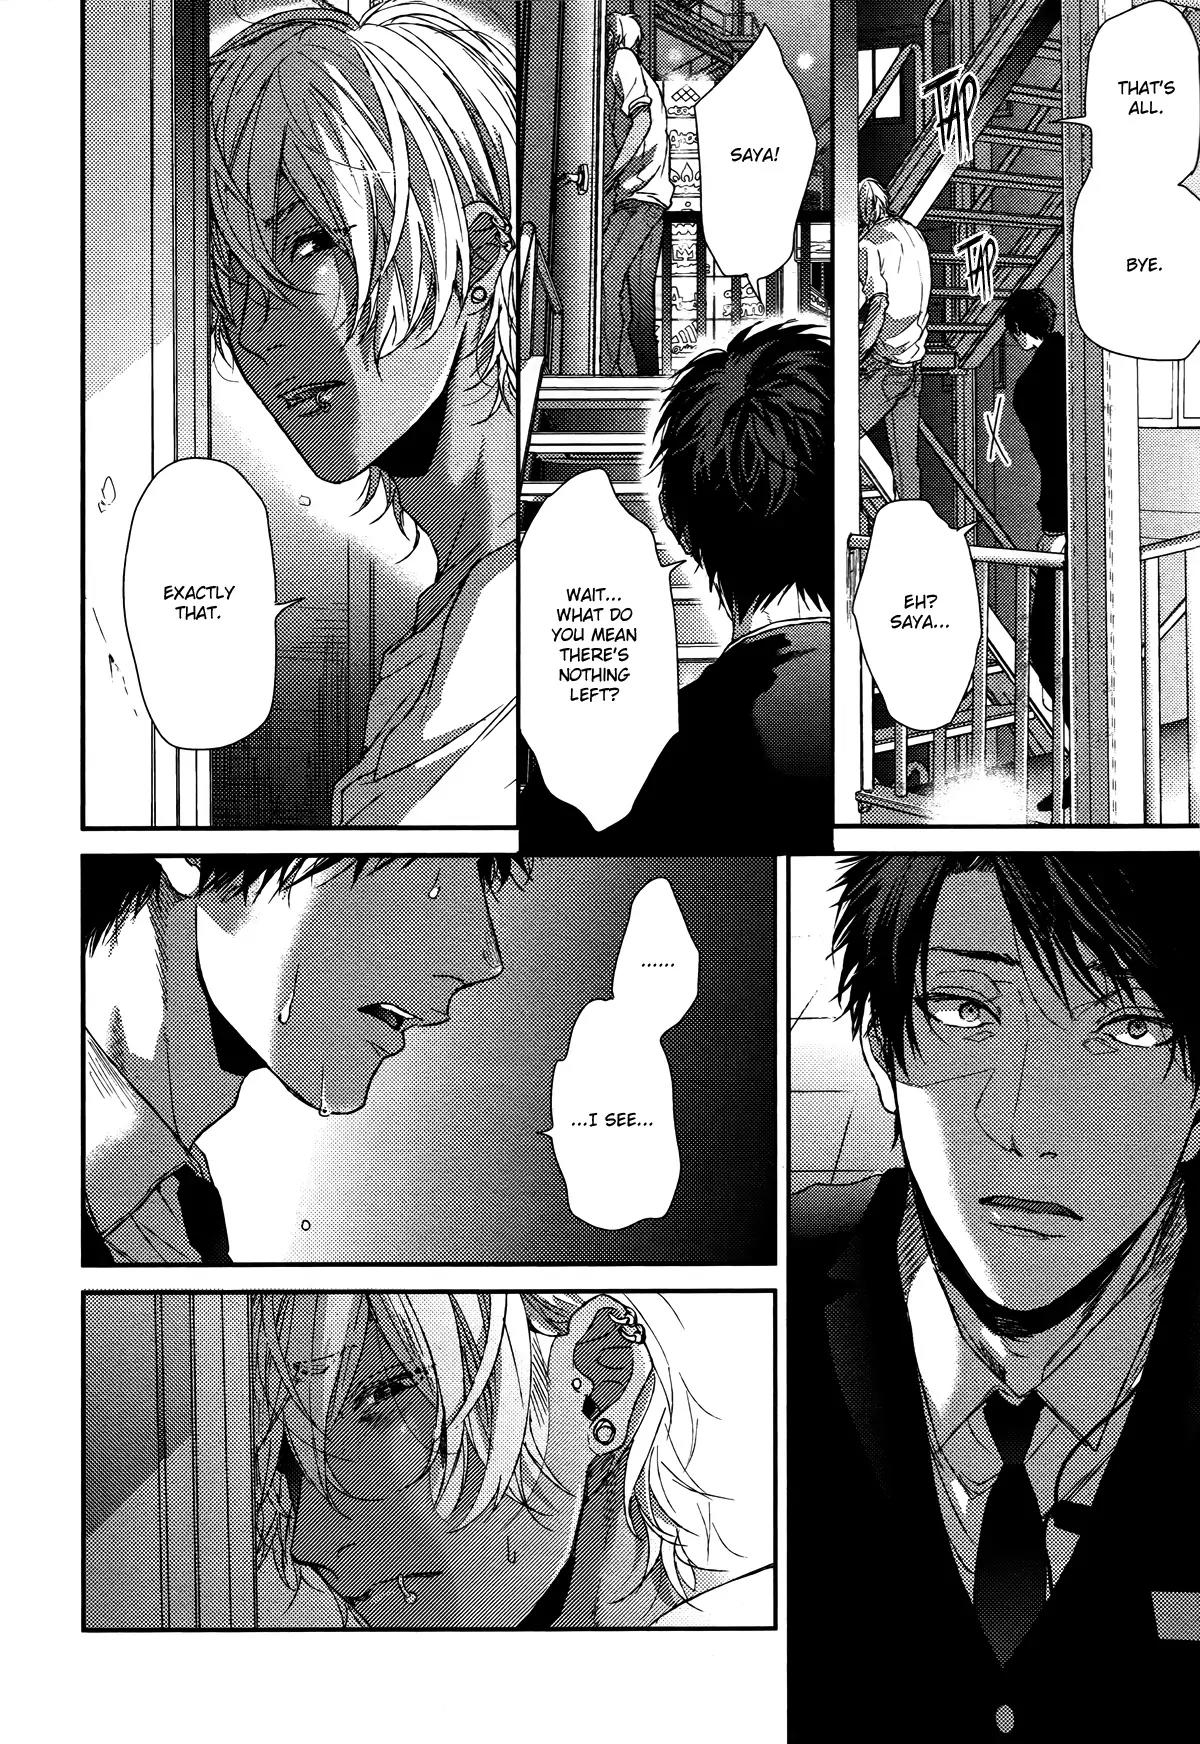 THAT'S
ALL.
BYE.
TAP
TAP
EH?
SAYA...
SAYA!
WAIT...
WHAT DO
YOU MEAN
THERE'S
NOTHING
LEFT?
EXACTLY
THAT.
......
...I SEE...